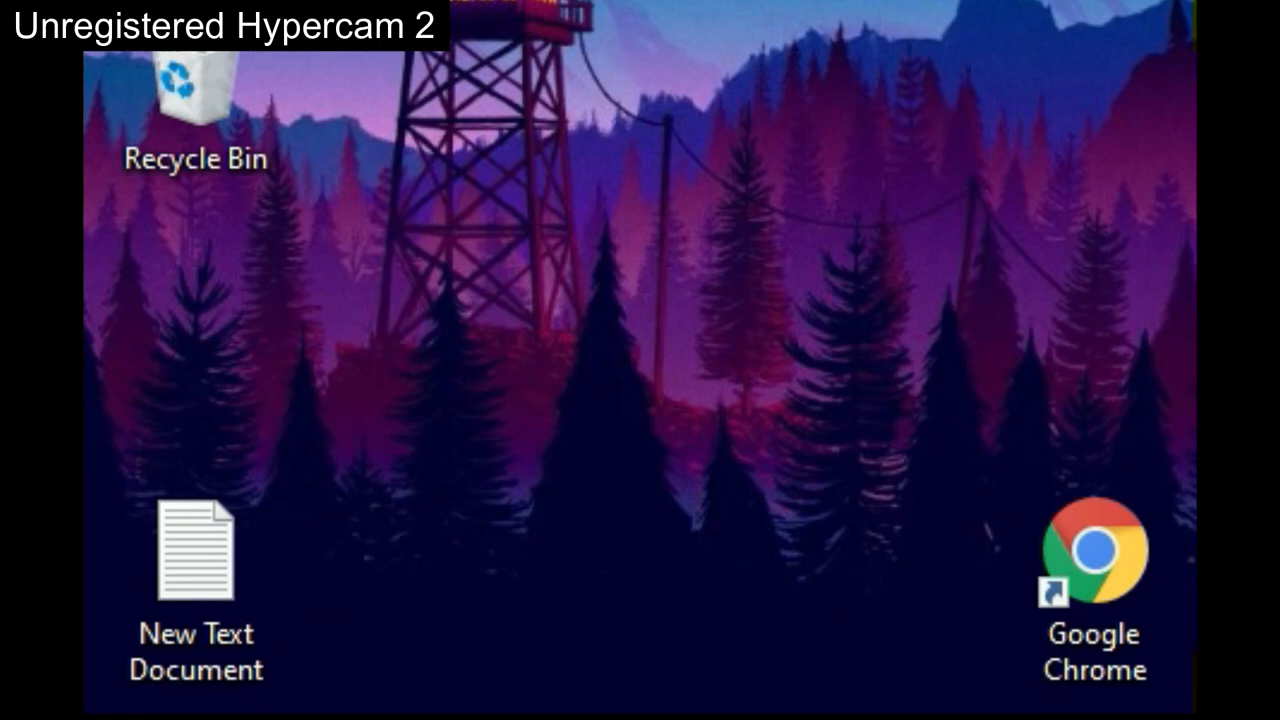 Unregistered Hypercam 2
Recycle Bin
New Text
Document
Google
Chrome